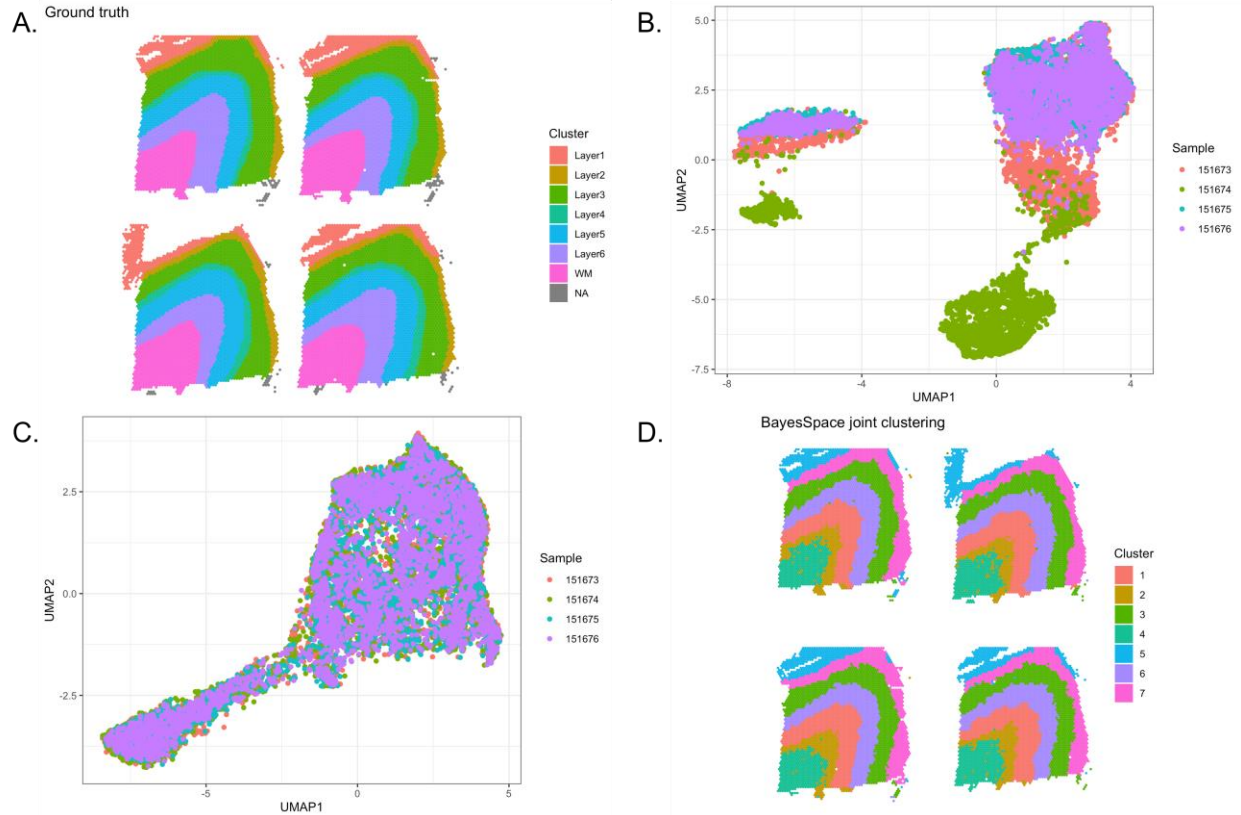 A.
Ground truth
Cluster
Layer1
Layer2
Layer3
Layer4
Layer5
Layer6
WM
NA
B.
5.0
2.5
0.0
-2.5
-5.0
-7.5
UMAP2
-8
-4
0
4
UMAP1
Sample
151673
151674
151675
151676
C.
2.5
0.0
-2.5
UMAP2
-5
0
5
UMAP1
Sample
151673
151674
151675
151676
D.
BayesSpace joint clustering
Cluster
1
2
3
4
5
6
7